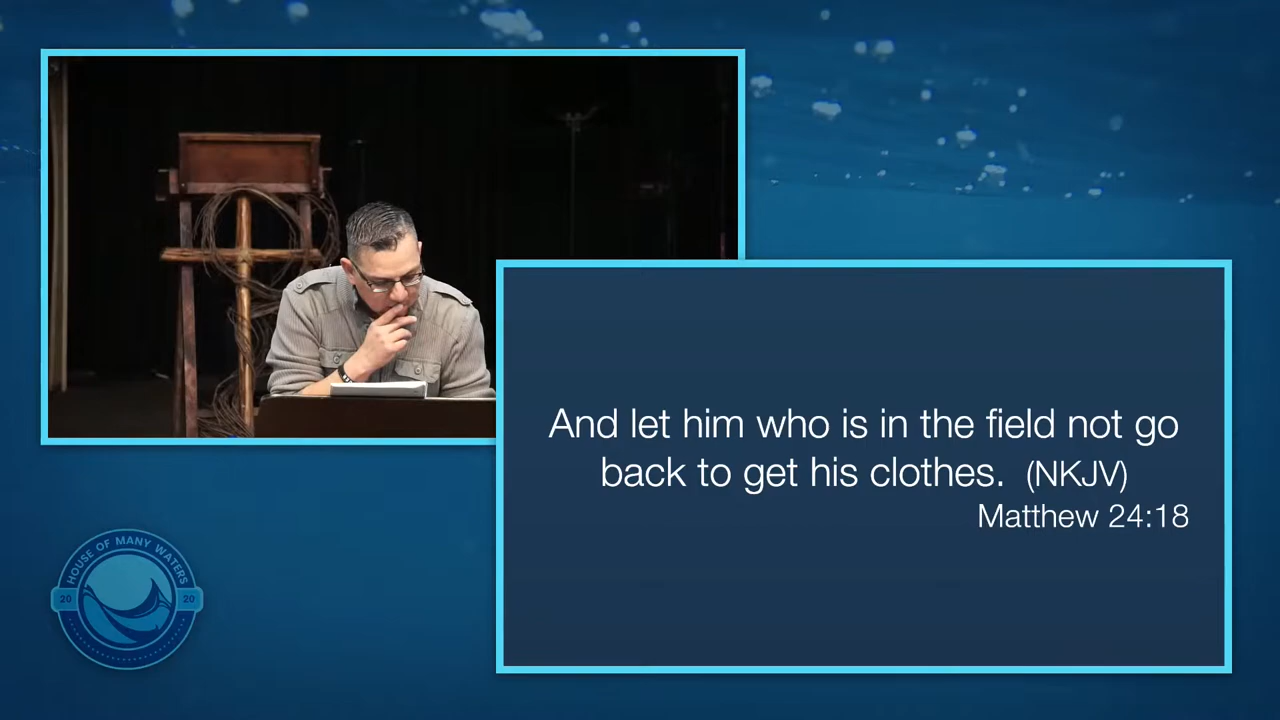 And let him who is in the field not go
back to get his clothes. (NKJV)
Matthew 24:18
HOUSE OF MANY WATERS
20 20